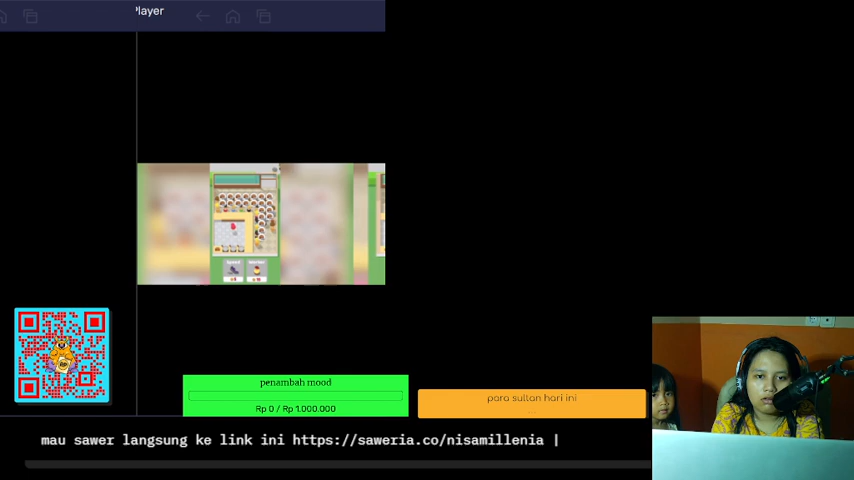 Player
penambah mood
Rp 0 / Rp 1.000.000
para sultan hari ini
mau sawer langsung ke link ini https://saweria.co/nisamillenia |